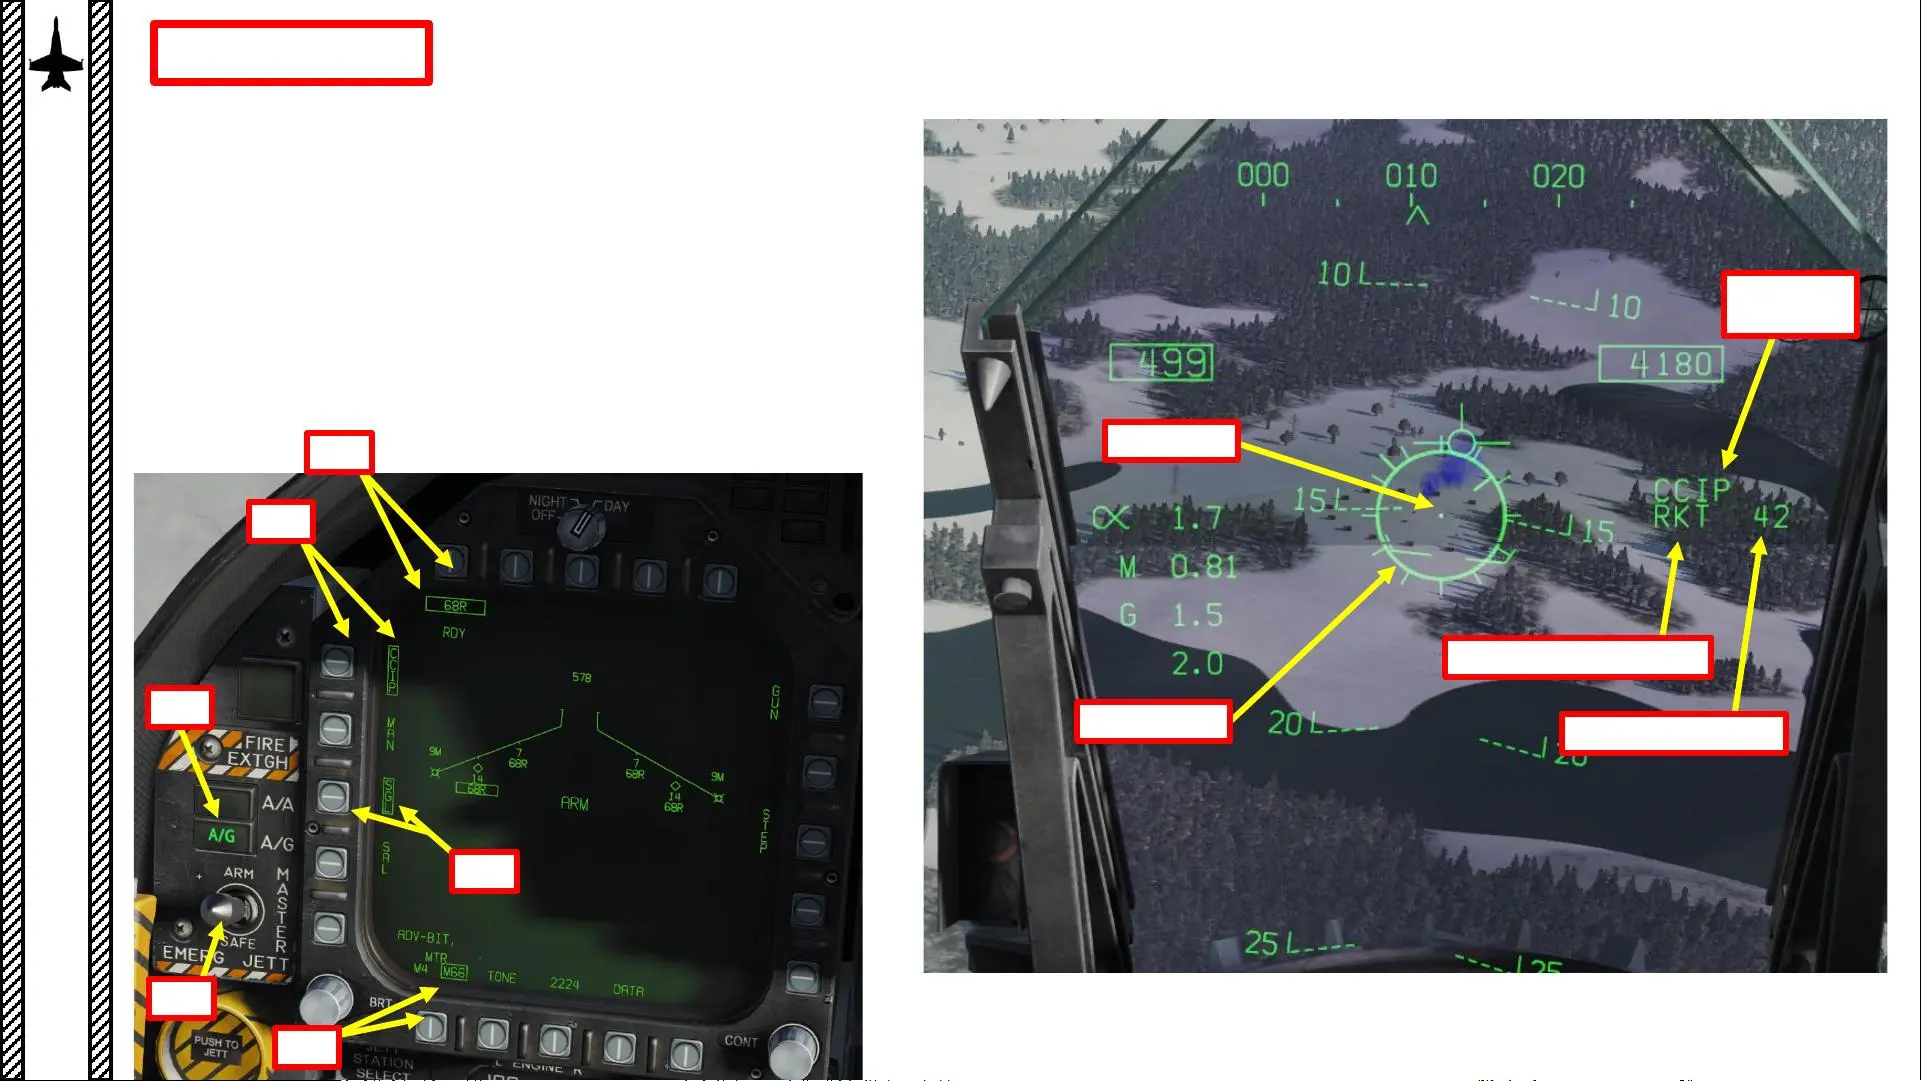 NIGHT DAY
OFF
68R
RDY
CCIP
MAN
SGL
SAL
578
GUN
STEP
9M
14
68R
7
68R
7
68R
9M
14
68R
ARM
ADV-BIT,
MTR
M4 M66 TONE 2224 DATA
FIRE
EXTGH
A/A
A/G
A/G
ARM
MASTER
SAFE
EMERG JETT
BRT
CONT
PUSH TO
JETT
STATION
SELECT
L ENGINE R
000 010 020
10
10
499
4180
CCIP
RKT 42
15
15
α 1.7
M 0.81
G 1.5
2.0
20
20
25
25